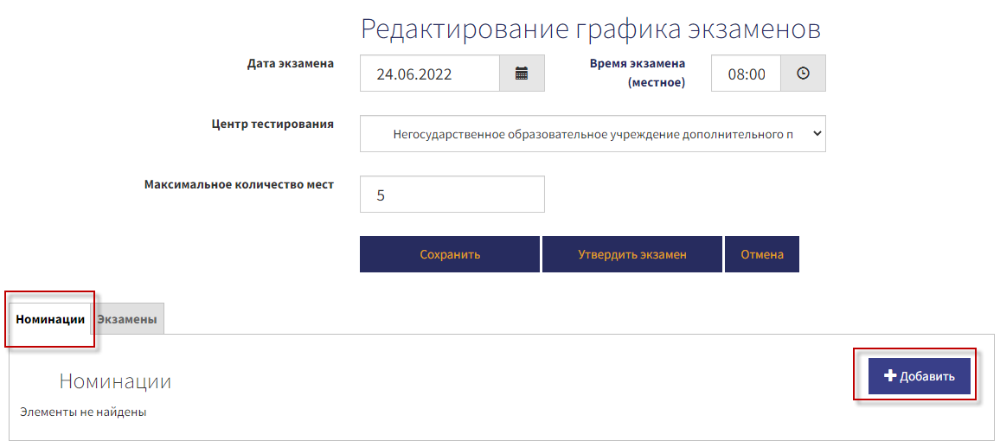 Редактирование графика экзаменов
Дата экзамена
24.06.2022
Время экзамена
(местное)
08:00
Центр тестирования
Негосударственное образовательное учреждение дополнительного п
Максимальное количество мест
5
Сохранить
Утвердить экзамен
Отмена
Номинации
Экзамены
Номинации
Добавить
Элементы не найдены